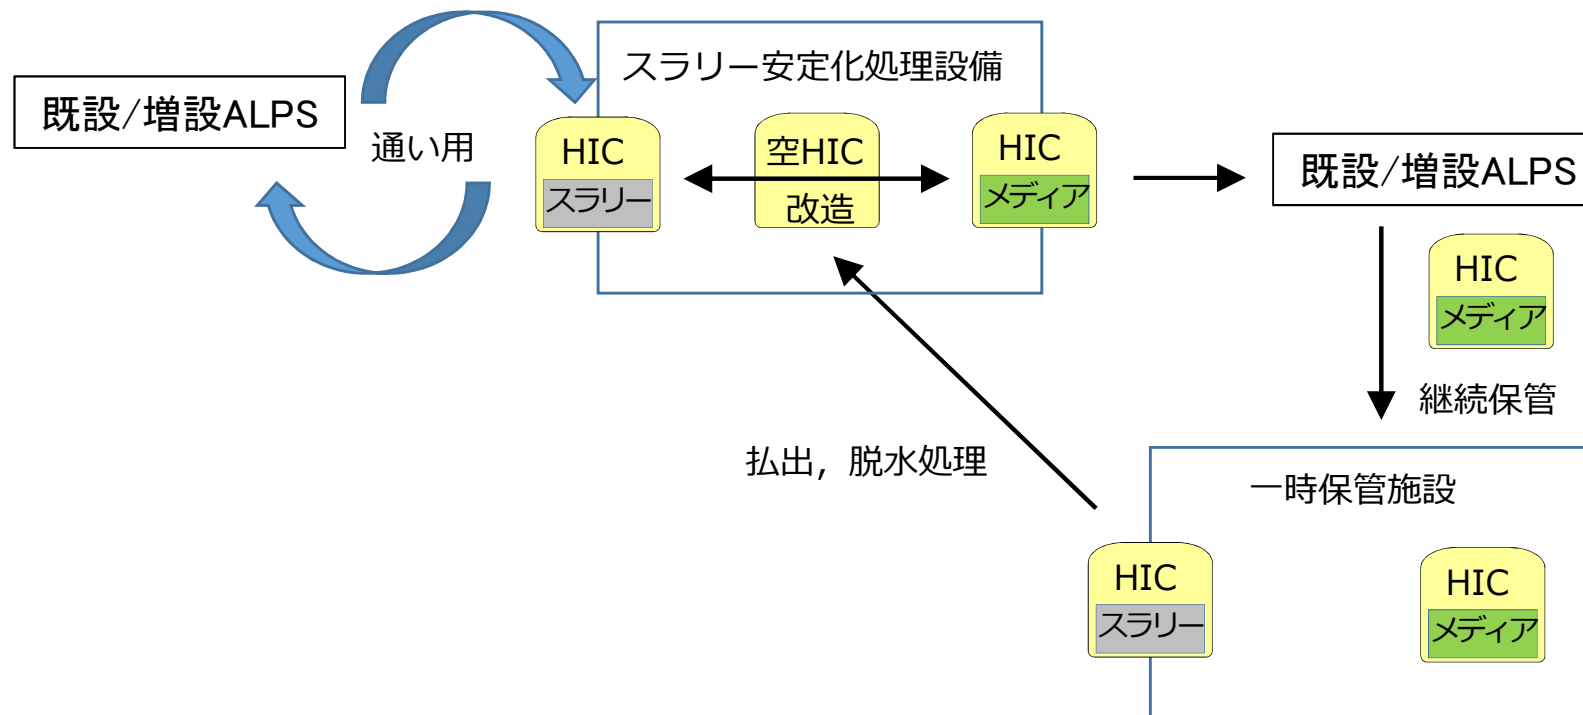 スラリー安定化処理設備
既設/増設ALPS
通い用
HIC
スラリー
空HIC
改造
HIC
メディア
既設/増設ALPS
HIC
メディア
継続保管
払出，脱水処理
一時保管施設
HIC
スラリー
HIC
メディア